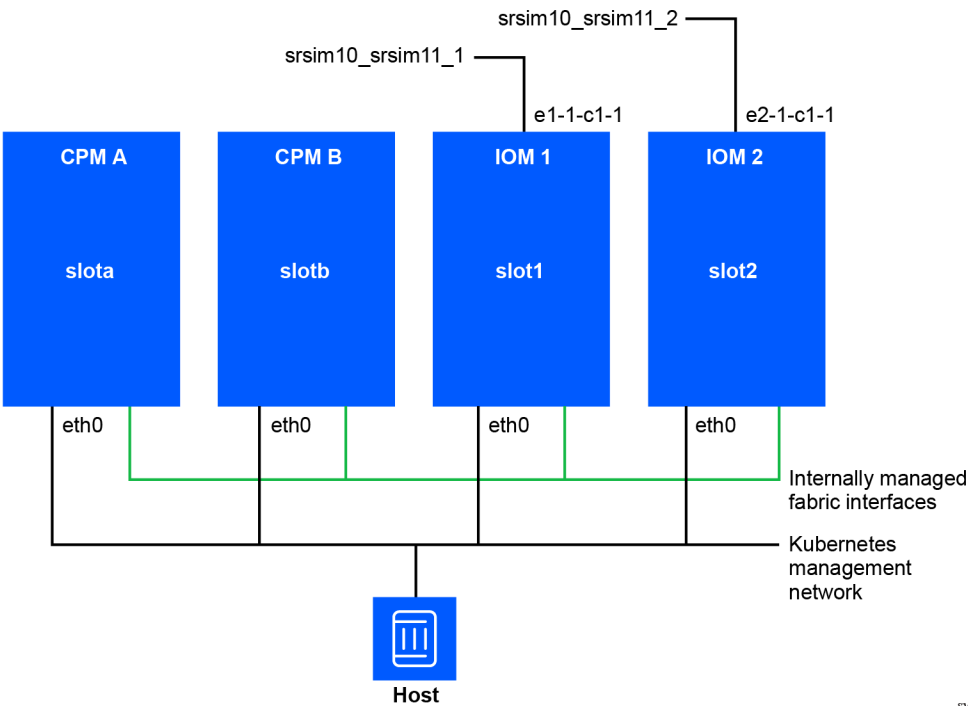 srsim10_srsim11_2
srsim10_srsim11_1
e1-1-c1-1
e2-1-c1-1
CPM A
CPM B
IOM 1
IOM 2
slota
slotb
slot1
slot2
eth0
eth0
eth0
eth0
Internally managed
fabric interfaces
Kubernetes
management
network
Host